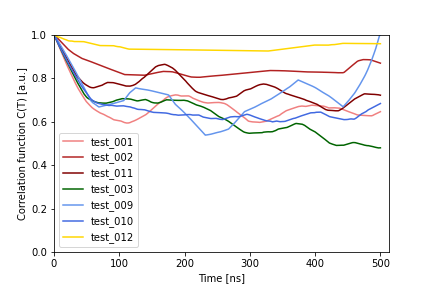 Correlation function C(T) [a.u.]
1.0
0.8
0.6
0.4
0.2
0.0
test_001
test_002
test_011
test_003
test_009
test_010
test_012
0 100 200 300 400 500
Time [ns]